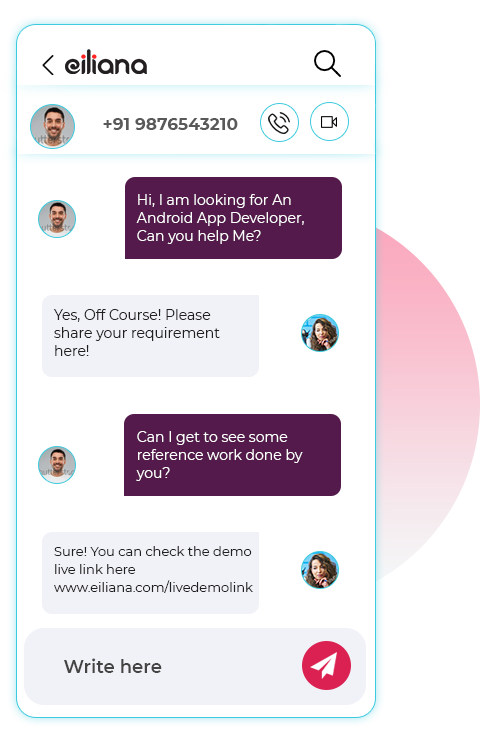 eiliana
+91 9876543210
Hi, I am looking for An
Android App Developer,
Can you help Me?
Yes, Off Course! Please
share your requirement
here!
Can I get to see some
reference work done by
you?
Sure! You can check the demo
live link here
www.eiliana.com/livedemolink
Write here